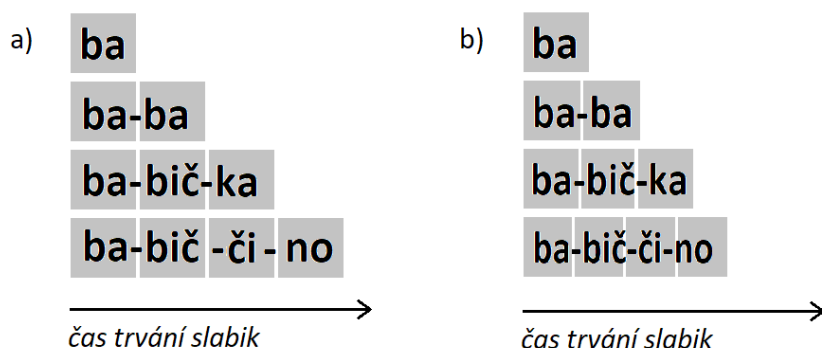 a)
ba
ba-ba
ba-bič-ka
ba-bič -či - no
čas trvání slabik
b)
ba
ba-ba
ba-bič-ka
ba-bič-či-no
čas trvání slabik